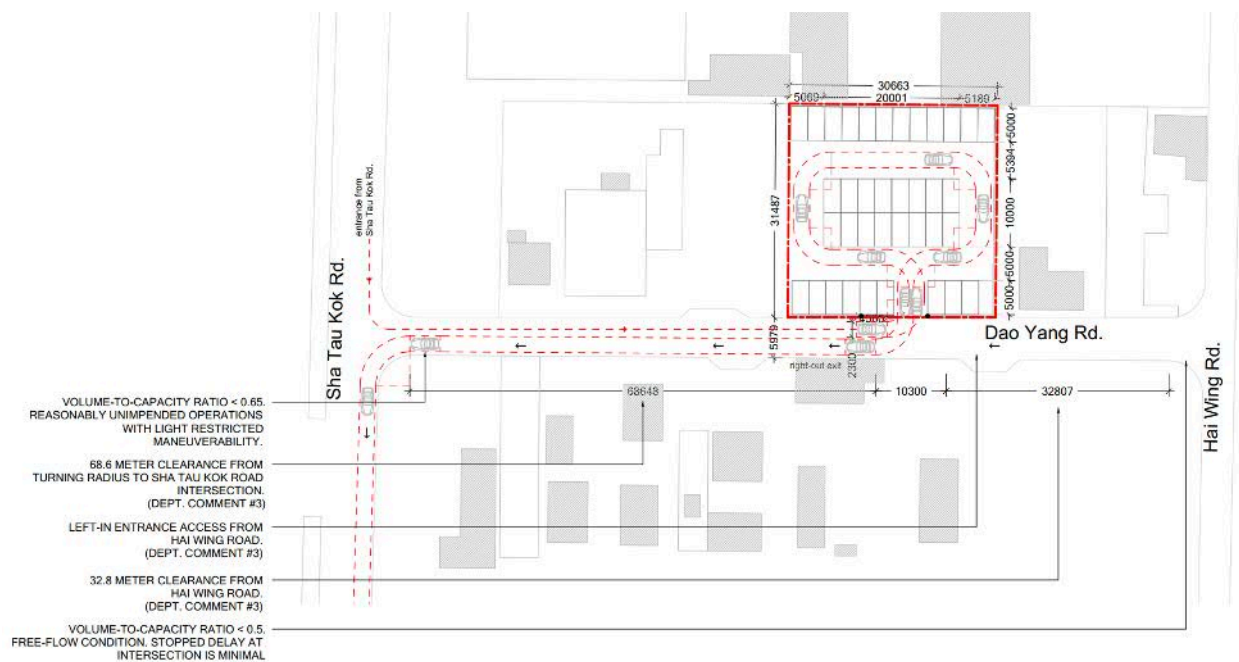 30663
5069
20001
5189
5000
5394
10000
5000
5000
31487
entrance from
Sha Tau Kok Rd.
Sha Tau Kok Rd.
5979
2300
right-out exit
Dao Yang Rd.
Hai Wing Rd.
68648
10300
32807
VOLUME-TO-CAPACITY RATIO < 0.65.
REASONABLY UNIMPENDED OPERATIONS
WITH LIGHT RESTRICTED
MANEUVERABILITY.
68.6 METER CLEARANCE FROM
TURNING RADIUS TO SHA TAU KOK ROAD
INTERSECTION.
(DEPT. COMMENT #3)
LEFT-IN ENTRANCE ACCESS FROM
HAI WING ROAD.
(DEPT. COMMENT #3)
32.8 METER CLEARANCE FROM
HAI WING ROAD.
(DEPT. COMMENT #3)
VOLUME-TO-CAPACITY RATIO < 0.5.
FREE-FLOW CONDITION. STOPPED DELAY AT
INTERSECTION IS MINIMAL